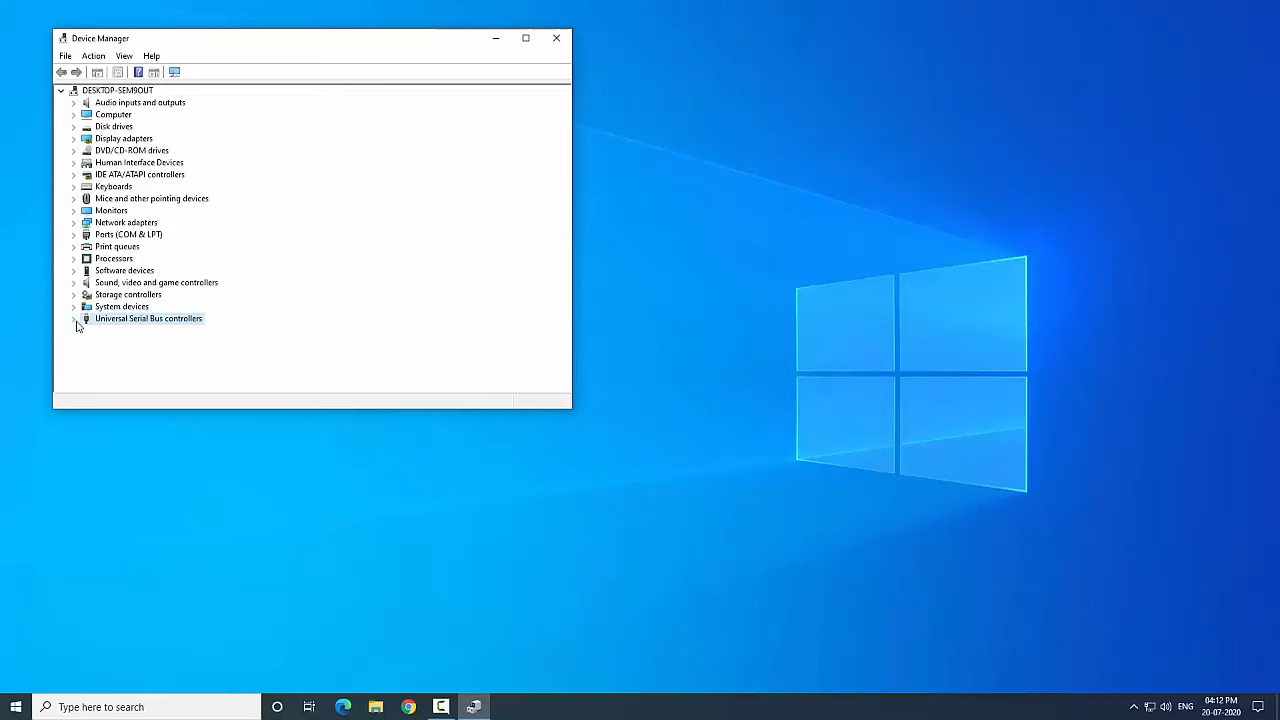 Device Manager
File Action View Help
DESKTOP-SEM9OUT
Audio inputs and outputs
Computer
Disk drives
Display adapters
DVD/CD-ROM drives
Human Interface Devices
IDE ATA/ATAPI controllers
Keyboards
Mice and other pointing devices
Monitors
Network adapters
Ports (COM & LPT)
Print queues
Processors
Software devices
Sound, video and game controllers
Storage controllers
System devices
Universal Serial Bus controllers
Type here to search
ENG
04:12 PM
20-07-2020